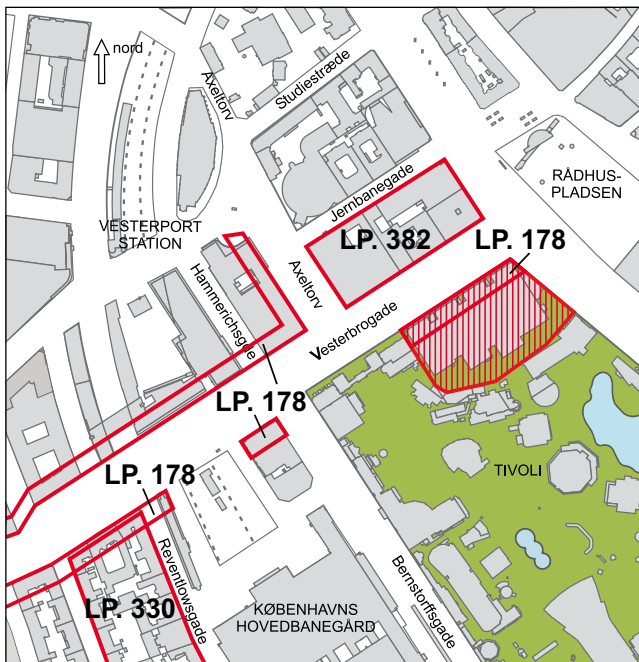 nord
Axeltorv
Studiestræde
RÅDHUS-
PLADSEN
Jernbanegade
VESTERPORT
STATION
LP. 382
LP. 178
Hammerichsgde
Axeltorv
Vesterbrogade
LP. 178
LP. 178
TIVOLI
Reventlowsgade
LP. 330
KØBENHAVNS
HOVEDBANEGÅRD
Bernstorffsgade